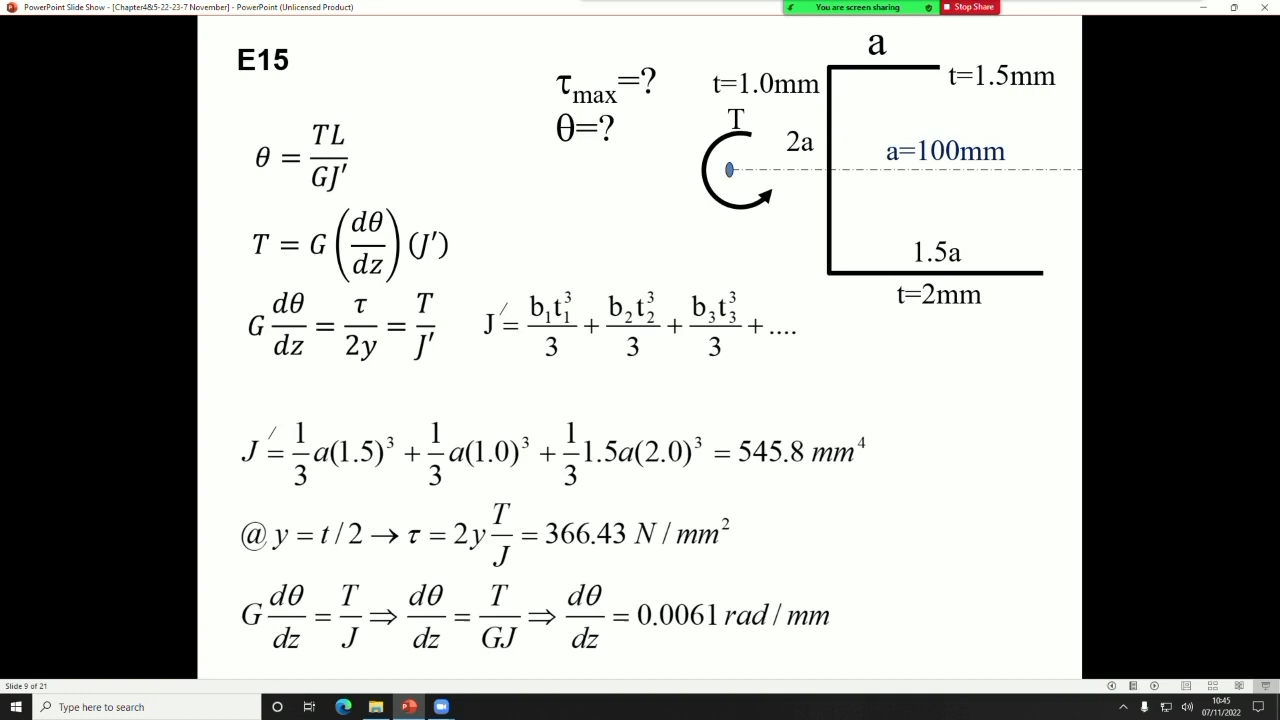 PowerPoint Slide Show - [Chapter4&5-22-23-7 November] - PowerPoint (Unlicensed Product)
You are screen sharing
Stop Share
E15
τmax=?
θ=?
a
t=1.0mm
t=1.5mm
T
2a
a=100mm
1.5a
t=2mm
θ = TL / GJ′
T = G (dθ/dz) (J′)
G dθ/dz = τ/2y = T/J′
J′ = b₁t₁³/3 + b₂t₂³/3 + b₃t₃³/3 + ....
J′ = 1/3 a(1.5)³ + 1/3 a(1.0)³ + 1/3 1.5a(2.0)³ = 545.8 mm⁴
@ y = t/2 → τ = 2y T/J = 366.43 N/mm²
G dθ/dz = T/J ⇒ dθ/dz = T/GJ ⇒ dθ/dz = 0.0061 rad/mm
Slide 9 of 21
Type here to search
10:45
07/11/2022